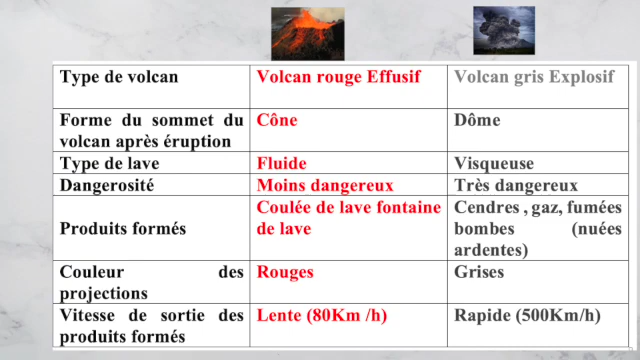 Type de volcan
Volcan rouge Effusif
Volcan gris Explosif
Forme du sommet du
volcan après éruption
Cône
Dôme
Type de lave
Fluide
Visqueuse
Dangerosité
Moins dangereux
Très dangereux
Produits formés
Coulée de lave fontaine
de lave
Cendres , gaz, fumées
bombes (nuées
ardentes)
Couleur des
projections
Rouges
Grises
Vitesse de sortie des
produits formés
Lente (80Km /h)
Rapide (500Km/h)